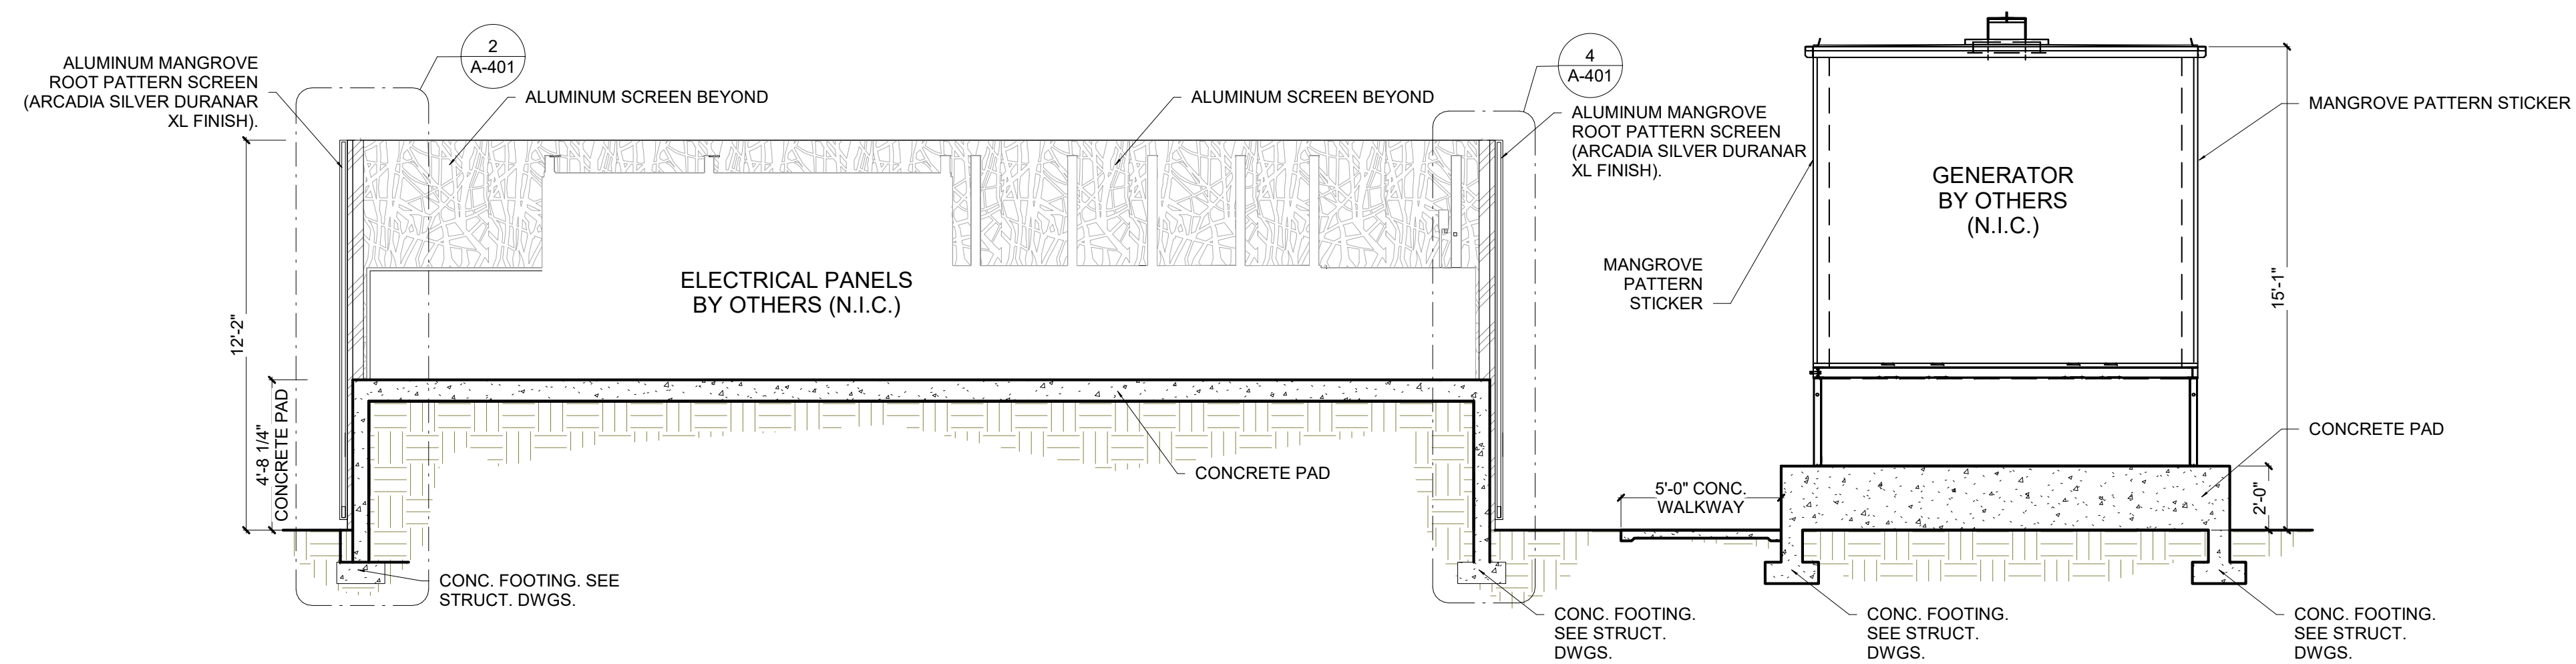 ALUMINUM MANGROVE
ROOT PATTERN SCREEN
(ARCADIA SILVER DURANAR
XL FINISH).
2
A-401
ALUMINUM SCREEN BEYOND
ALUMINUM SCREEN BEYOND
4
A-401
ALUMINUM MANGROVE
ROOT PATTERN SCREEN
(ARCADIA SILVER DURANAR
XL FINISH).
MANGROVE PATTERN STICKER
GENERATOR
BY OTHERS
(N.I.C.)
MANGROVE
PATTERN
STICKER
ELECTRICAL PANELS
BY OTHERS (N.I.C.)
12'-2"
4'-8 1/4"
CONCRETE PAD
15'-1"
CONCRETE PAD
CONCRETE PAD
5'-0" CONC.
WALKWAY
2'-0"
CONC. FOOTING. SEE
STRUCT. DWGS.
CONC. FOOTING.
SEE STRUCT.
DWGS.
CONC. FOOTING.
SEE STRUCT.
DWGS.
CONC. FOOTING.
SEE STRUCT.
DWGS.